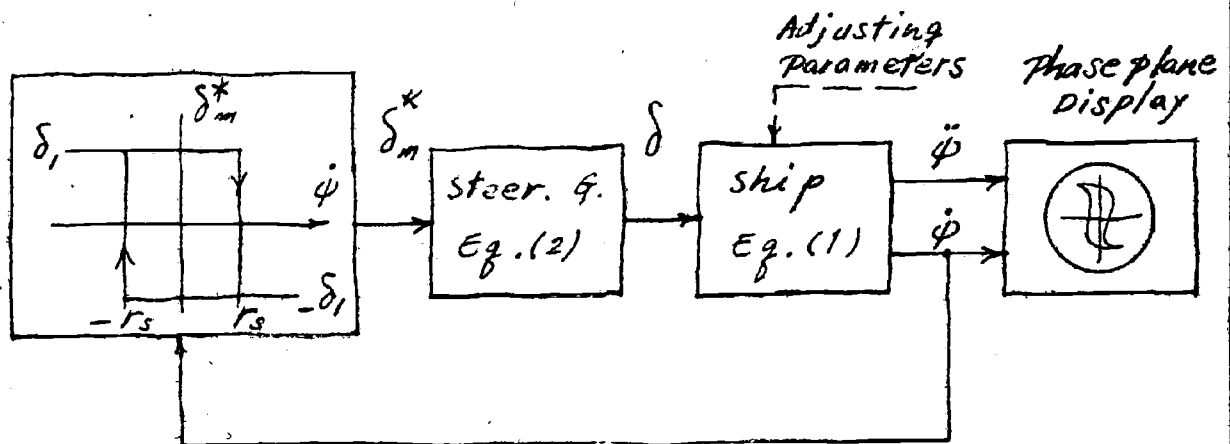 Adjusting
Parameters
Phase plane
Display
δ*m
δ1
ψ̇
-rs
rs
-δ1
δ*m
Steer. G.
Eq.(2)
δ
Ship
Eq.(1)
ψ̈
ψ̇